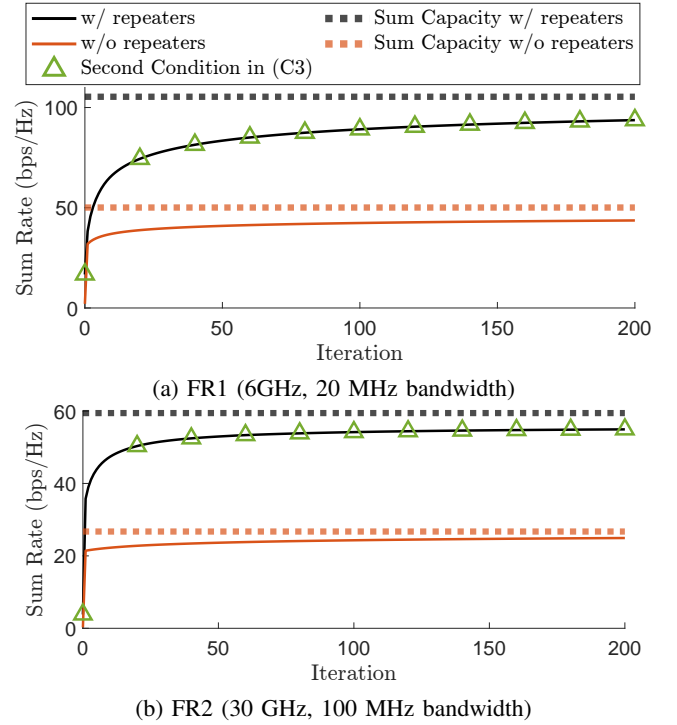 w/ repeaters
Sum Capacity w/ repeaters
w/o repeaters
Sum Capacity w/o repeaters
Second Condition in (C3)
Sum Rate (bps/Hz)
100
50
0
0
50
100
150
200
Iteration
(a) FR1 (6GHz, 20 MHz bandwidth)
Sum Rate (bps/Hz)
60
40
20
0
0
50
100
150
200
Iteration
(b) FR2 (30 GHz, 100 MHz bandwidth)